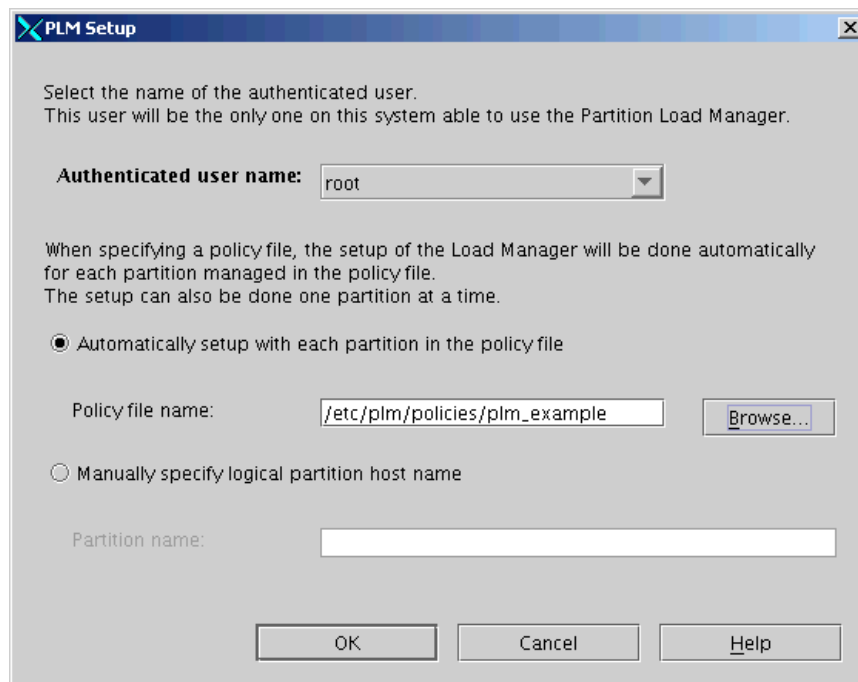 PLM Setup
Select the name of the authenticated user.
This user will be the only one on this system able to use the Partition Load Manager.
Authenticated user name:
root
When specifying a policy file, the setup of the Load Manager will be done automatically
for each partition managed in the policy file.
The setup can also be done one partition at a time.
Automatically setup with each partition in the policy file
Policy file name:
/etc/plm/policies/plm_example
Browse...
Manually specify logical partition host name
Partition name:
OK
Cancel
Help